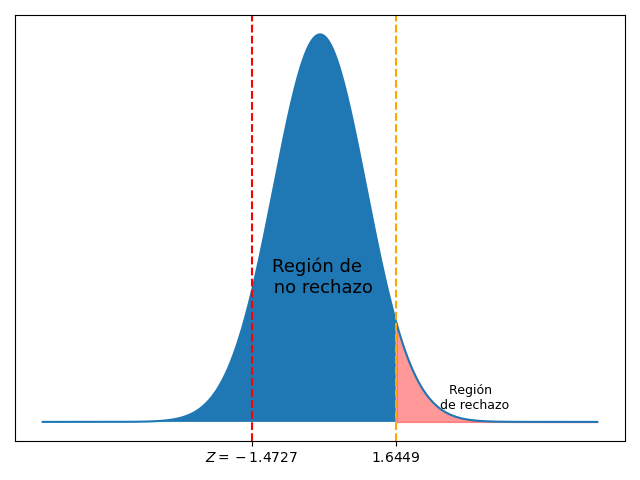 Región de
no rechazo
Región
de rechazo
Z = −1.4727
1.6449